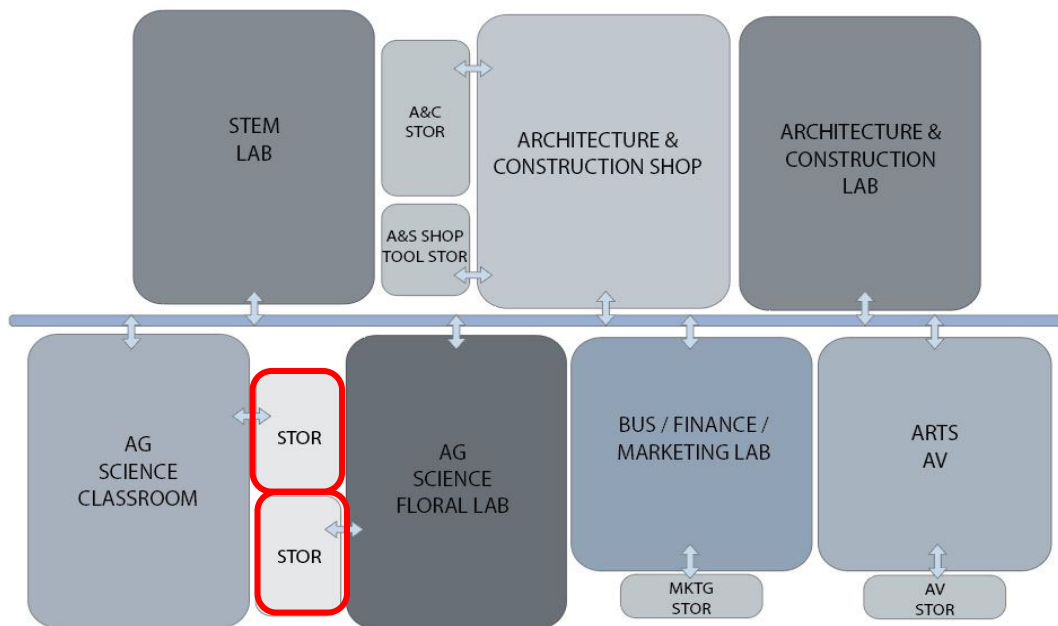 STEM
LAB
A&C
STOR
A&S SHOP
TOOL STOR
ARCHITECTURE &
CONSTRUCTION SHOP
ARCHITECTURE &
CONSTRUCTION
LAB
AG
SCIENCE
CLASSROOM
STOR
STOR
AG
SCIENCE
FLORAL LAB
BUS / FINANCE /
MARKETING LAB
MKTG
STOR
ARTS
AV
AV
STOR